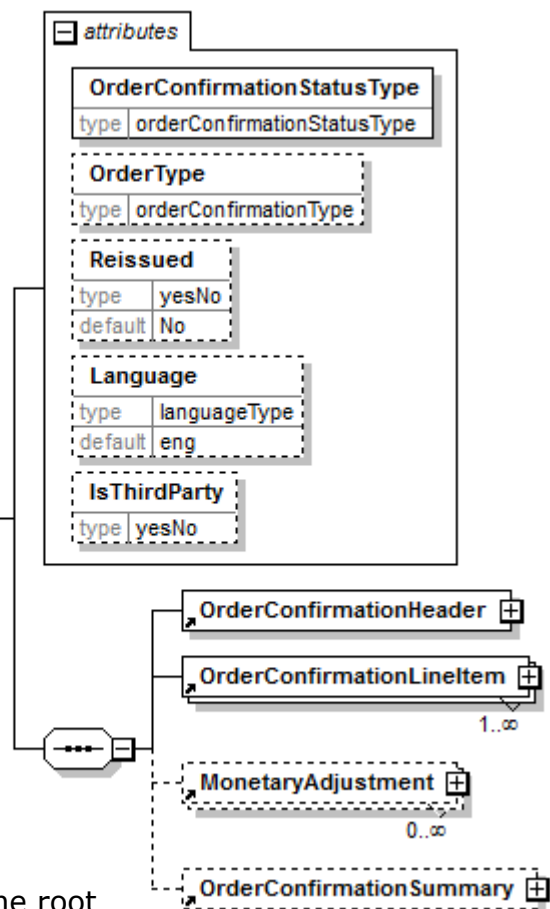 attributes
OrderConfirmationStatusType
type orderConfirmationStatusType
OrderType
type orderConfirmationType
Reissued
type yesNo
default No
Language
type languageType
default eng
IsThirdParty
type yesNo
OrderConfirmationHeader
OrderConfirmationLineItem
1..∞
MonetaryAdjustment
0..∞
OrderConfirmationSummary
root